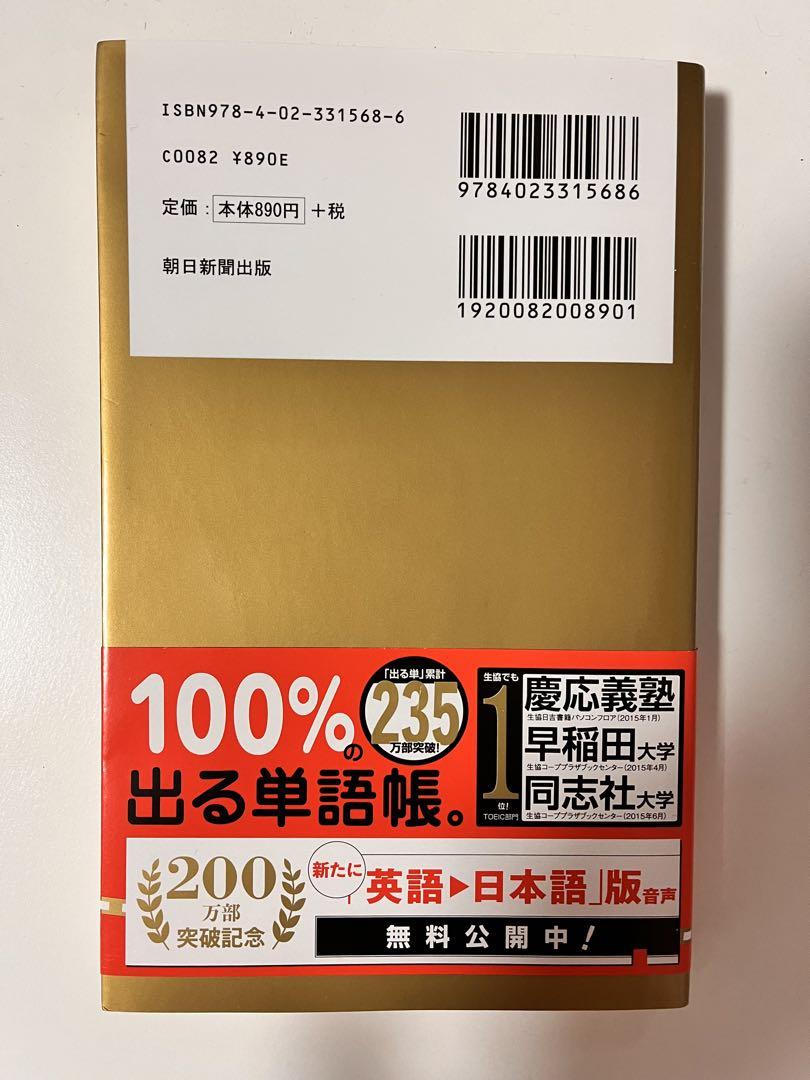 ISBN978-4-02-331568-6
C0082 ¥890E
定価：本体890円＋税
朝日新聞出版
9784023315686
1920082008901
100%の
出る単語帳。
「出る単」累計
235
万部突破!
生協でも
1
位!
TOEIC部門
慶応義塾
生協日吉書籍パソコンフロア(2015年1月)
早稲田大学
生協コーププラザブックセンター(2015年4月)
同志社大学
生協コーププラザブックセンター(2015年6月)
200
万部
突破記念
新たに
「英語▶日本語」版音声
無料公開中!